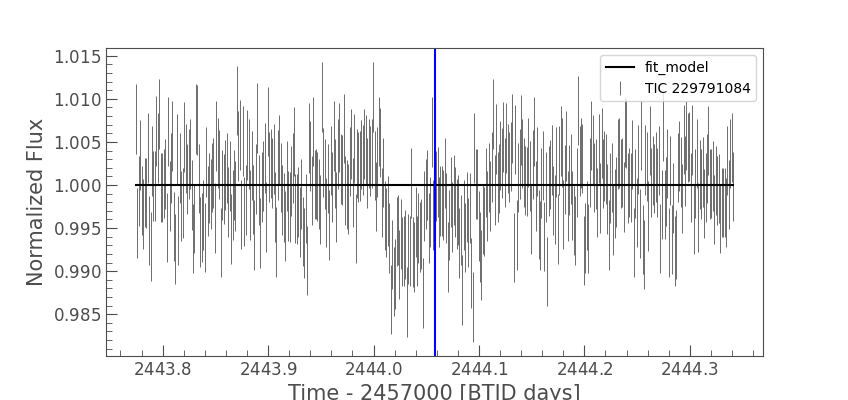 1.015
1.010
1.005
1.000
0.995
0.990
0.985
Normalized Flux
fit_model
TIC 229791084
2443.8 2443.9 2444.0 2444.1 2444.2 2444.3
Time - 2457000 [BTJD days]